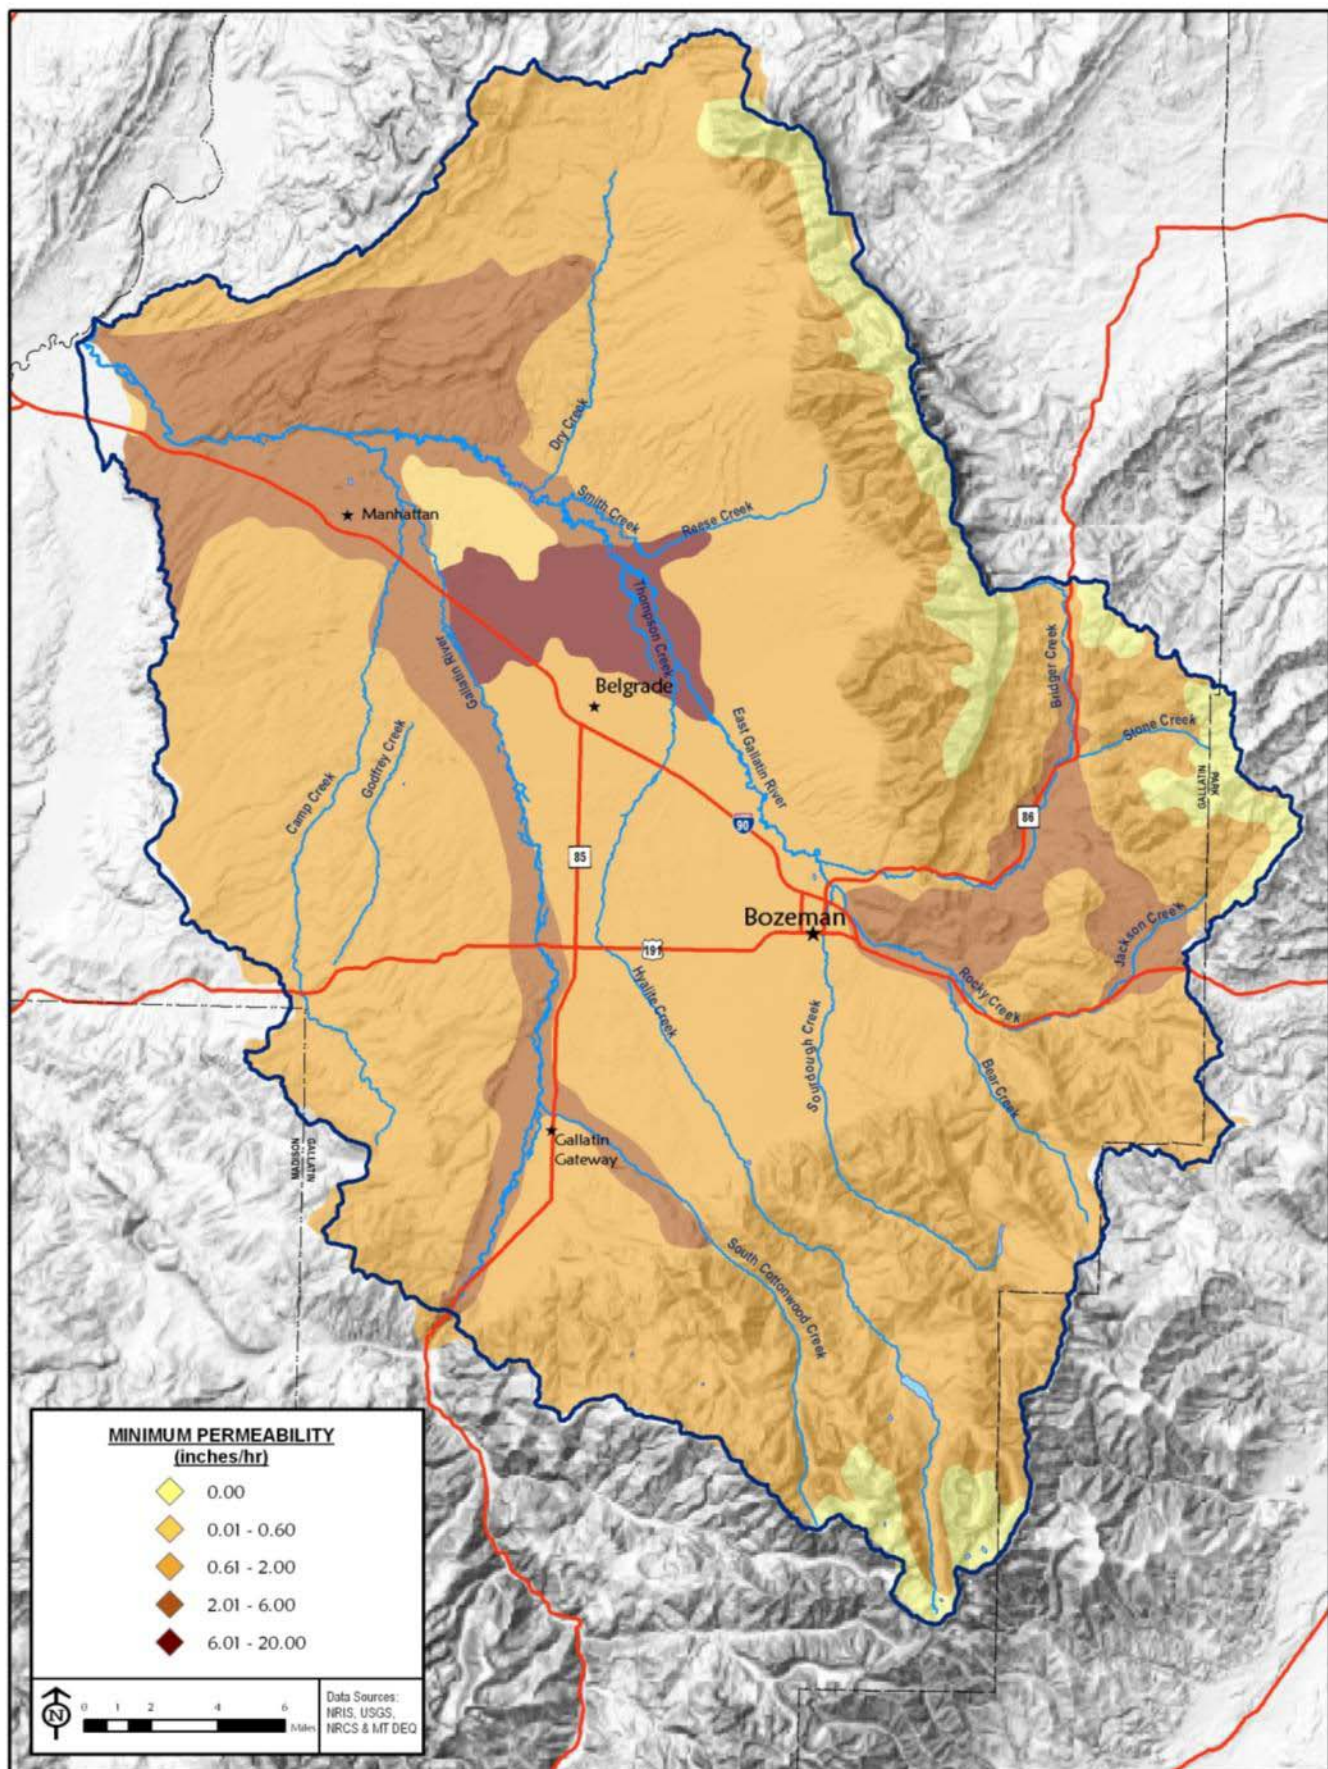 Dry Creek
Smith Creek
Reese Creek
Manhattan
Thompson Creek
Gallatin River
Belgrade
Bridger Creek
Stone Creek
East Gallatin River
Godfrey Creek
Camp Creek
GALLATIN
PARK
90
86
85
Bozeman
Jackson Creek
191
Rocky Creek
Hyalite Creek
Sourdough Creek
Bear Creek
MADISON
GALLATIN
Gallatin
Gateway
South Cottonwood Creek
MINIMUM PERMEABILITY
(inches/hr)
0.00
0.01 - 0.60
0.61 - 2.00
2.01 - 6.00
6.01 - 20.00
N
0 1 2 4 6
Miles
Data Sources:
NRIS, USGS,
NRCS & MT DEQ